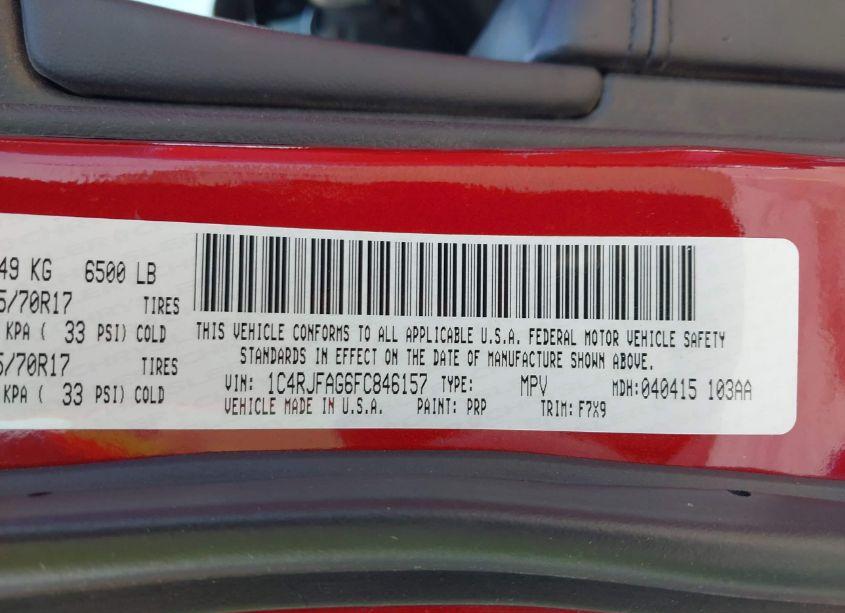 49 KG 6500 LB
5/70R17 TIRES
KPA ( 33 PSI) COLD
5/70R17 TIRES
KPA ( 33 PSI) COLD
THIS VEHICLE CONFORMS TO ALL APPLICABLE U.S.A. FEDERAL MOTOR VEHICLE SAFETY
STANDARDS IN EFFECT ON THE DATE OF MANUFACTURE SHOWN ABOVE.
VIN: 1C4RJFAG6FC846157 TYPE: MPV MDH:040415 103AA
VEHICLE MADE IN U.S.A. PAINT: PRP TRIM: F7X9